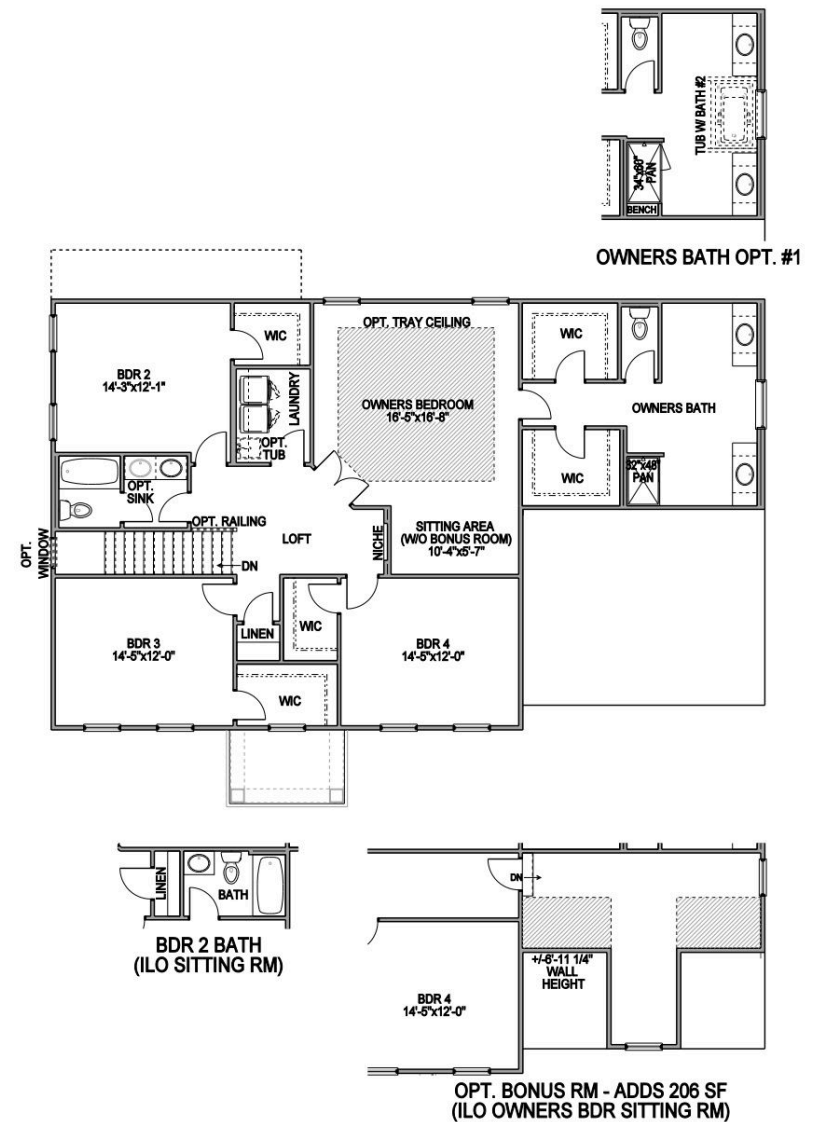 TUB W/ BATH #2
34"x60"
PAN
BENCH
OWNERS BATH OPT. #1
OPT. TRAY CEILING
WIC
WIC
BDR 2
14'-3"x12'-1"
LAUNDRY
OWNERS BEDROOM
16'-5"x16'-8"
OWNERS BATH
OPT.
TUB
WIC
32"x48"
PAN
OPT.
SINK
OPT. RAILING
LOFT
NICHE
SITTING AREA
(W/O BONUS ROOM)
10'-4"x5'-7"
OPT.
WINDOW
DN
LINEN
WIC
BDR 3
14'-5"x12'-0"
BDR 4
14'-5"x12'-0"
WIC
LINEN
BATH
BDR 2 BATH
(ILO SITTING RM)
DN
+/-6'-11 1/4"
WALL
HEIGHT
BDR 4
14'-5"x12'-0"
OPT. BONUS RM - ADDS 206 SF
(ILO OWNERS BDR SITTING RM)